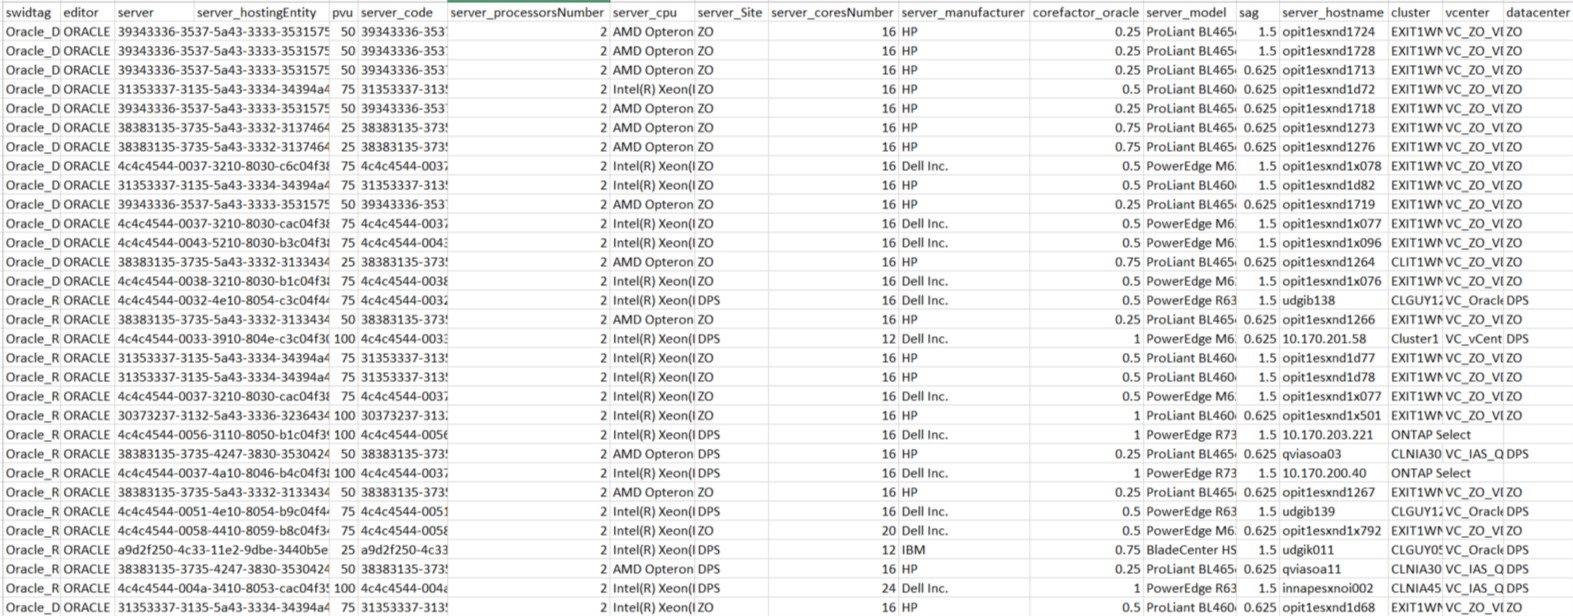 swidtag editor server server_hostingEntity pvu server_code server_processorsNumber server_cpu server_Site server_coresNumber server_manufacturer corefactor_oracle server_model sag server_hostname cluster vcenter datacenter
Oracle_D ORACLE 39343336-3537-5a43-3333-3531575 50 39343336-353 2 AMD Opteron ZO 16 HP 0.25 ProLiant BL465 1.5 opit1esxnd1724 EXIT1WN VC_ZO_VI ZO
Oracle_D ORACLE 39343336-3537-5a43-3333-3531575 50 39343336-353 2 AMD Opteron ZO 16 HP 0.25 ProLiant BL465 1.5 opit1esxnd1728 EXIT1WN VC_ZO_VI ZO
Oracle_D ORACLE 39343336-3537-5a43-3333-3531575 50 39343336-353 2 AMD Opteron ZO 16 HP 0.25 ProLiant BL465 0.625 opit1esxnd1713 EXIT1WN VC_ZO_VI ZO
Oracle_D ORACLE 31353337-3135-5a43-3334-34394a4 75 31353337-313 2 Intel(R) Xeon( ZO 16 HP 0.5 ProLiant BL460 0.625 opit1esxnd1d72 EXIT1WN VC_ZO_VI ZO
Oracle_D ORACLE 39343336-3537-5a43-3333-3531575 50 39343336-353 2 AMD Opteron ZO 16 HP 0.25 ProLiant BL465 0.625 opit1esxnd1718 EXIT1WN VC_ZO_VI ZO
Oracle_D ORACLE 38383135-3735-5a43-3332-3137464 25 38383135-373 2 AMD Opteron ZO 16 HP 0.75 ProLiant BL465 0.625 opit1esxnd1273 EXIT1WN VC_ZO_VI ZO
Oracle_D ORACLE 38383135-3735-5a43-3332-3137464 25 38383135-373 2 AMD Opteron ZO 16 HP 0.75 ProLiant BL465 0.625 opit1esxnd1276 EXIT1WN VC_ZO_VI ZO
Oracle_D ORACLE 4c4c4544-0037-3210-8030-c6c04f3 75 4c4c4544-0037 2 Intel(R) Xeon( ZO 16 Dell Inc. 0.5 PowerEdge M6 1.5 opit1esxnd1x078 EXIT1WN VC_ZO_VI ZO
Oracle_D ORACLE 31353337-3135-5a43-3334-34394a4 75 31353337-313 2 Intel(R) Xeon( ZO 16 HP 0.5 ProLiant BL460 1.5 opit1esxnd1d82 EXIT1WN VC_ZO_VI ZO
Oracle_D ORACLE 39343336-3537-5a43-3333-3531575 50 39343336-353 2 AMD Opteron ZO 16 HP 0.25 ProLiant BL465 0.625 opit1esxnd1719 EXIT1WN VC_ZO_VI ZO
Oracle_D ORACLE 4c4c4544-0037-3210-8030-cac04f3 75 4c4c4544-0037 2 Intel(R) Xeon( ZO 16 Dell Inc. 0.5 PowerEdge M6 1.5 opit1esxnd1x077 EXIT1WN VC_ZO_VI ZO
Oracle_D ORACLE 4c4c4544-0043-5210-8030-b3c04f3 75 4c4c4544-0043 2 Intel(R) Xeon( ZO 16 Dell Inc. 0.5 PowerEdge M6 1.5 opit1esxnd1x096 EXIT1WN VC_ZO_VI ZO
Oracle_D ORACLE 38383135-3735-5a43-3332-3133434 25 38383135-373 2 AMD Opteron ZO 16 HP 0.75 ProLiant BL465 0.625 opit1esxnd1264 CLIT1WN VC_ZO_VI ZO
Oracle_D ORACLE 4c4c4544-0038-3210-8030-b1c04f3 75 4c4c4544-0038 2 Intel(R) Xeon( ZO 16 Dell Inc. 0.5 PowerEdge M6 1.5 opit1esxnd1x076 EXIT1WN VC_ZO_VI ZO
Oracle_R ORACLE 4c4c4544-0032-4e10-8054-c3c04f4 75 4c4c4544-0032 2 Intel(R) Xeon( DPS 16 Dell Inc. 0.5 PowerEdge R63 1.5 udgib138 CLGUY12 VC_Oracle DPS
Oracle_R ORACLE 38383135-3735-5a43-3332-3133434 50 38383135-373 2 AMD Opteron ZO 16 HP 0.25 ProLiant BL465 1.5 opit1esxnd1266 EXIT1WN VC_ZO_VI ZO
Oracle_R ORACLE 4c4c4544-0033-3910-804e-c3c04f3 100 4c4c4544-0033 2 Intel(R) Xeon( DPS 12 Dell Inc. 1 PowerEdge M6 0.625 10.170.201.58 Cluster1 VC_vCent DPS
Oracle_R ORACLE 31353337-3135-5a43-3334-34394a4 75 31353337-313 2 Intel(R) Xeon( ZO 16 HP 0.5 ProLiant BL460 1.5 opit1esxnd1d77 EXIT1WN VC_ZO_VI ZO
Oracle_R ORACLE 31353337-3135-5a43-3334-34394a4 75 31353337-313 2 Intel(R) Xeon( ZO 16 HP 0.5 ProLiant BL460 1.5 opit1esxnd1d78 EXIT1WN VC_ZO_VI ZO
Oracle_R ORACLE 4c4c4544-0037-3210-8030-cac04f3 75 4c4c4544-0037 2 Intel(R) Xeon( ZO 16 Dell Inc. 0.5 PowerEdge M6 1.5 opit1esxnd1x077 EXIT1WN VC_ZO_VI ZO
Oracle_R ORACLE 30373237-3132-5a43-3336-3236434 100 30373237-313 2 Intel(R) Xeon( ZO 16 HP 1 ProLiant BL460 0.625 opit1esxnd1x501 EXIT1WN VC_ZO_VI ZO
Oracle_R ORACLE 4c4c4544-0056-3110-8050-b1c04f3 100 4c4c4544-0056 2 Intel(R) Xeon( DPS 16 Dell Inc. 1 PowerEdge R73 1.5 10.170.203.221 ONTAP Select
Oracle_R ORACLE 38383135-3735-4247-3830-3530424 50 38383135-373 2 AMD Opteron DPS 16 HP 0.25 ProLiant BL465 0.625 qviasoa03 CLNIA30 VC_IAS_Q DPS
Oracle_R ORACLE 4c4c4544-0037-4a10-8046-b4c04f3 100 4c4c4544-0037 2 Intel(R) Xeon( DPS 16 Dell Inc. 1 PowerEdge R73 1.5 10.170.200.40 ONTAP Select
Oracle_R ORACLE 38383135-3735-5a43-3332-3133434 50 38383135-373 2 AMD Opteron ZO 16 HP 0.25 ProLiant BL465 0.625 opit1esxnd1267 EXIT1WN VC_ZO_VI ZO
Oracle_R ORACLE 4c4c4544-0051-4e10-8054-b9c04f4 75 4c4c4544-0051 2 Intel(R) Xeon( DPS 16 Dell Inc. 0.5 PowerEdge R63 1.5 udgib139 CLGUY12 VC_Oracle DPS
Oracle_R ORACLE 4c4c4544-0058-4410-8059-b8c04f3 75 4c4c4544-0058 2 Intel(R) Xeon( ZO 20 Dell Inc. 0.5 PowerEdge M6 0.625 opit1esxnd1x792 EXIT1WN VC_ZO_VI ZO
Oracle_R ORACLE a9d2f250-4c33-11e2-9dbe-3440b5e 25 a9d2f250-4c33 2 Intel(R) Xeon( DPS 12 IBM 0.75 BladeCenter HS 1.5 udgik011 CLGUY05 VC_Oracle DPS
Oracle_R ORACLE 38383135-3735-4247-3830-3530424 50 38383135-373 2 AMD Opteron DPS 16 HP 0.25 ProLiant BL465 0.625 qviasoa11 CLNIA30 VC_IAS_Q DPS
Oracle_R ORACLE 4c4c4544-004a-3410-8053-cac04f3 100 4c4c4544-004a 2 Intel(R) Xeon( DPS 24 Dell Inc. 1 PowerEdge R63 1.5 innapesxnoi002 CLNIA45 VC_IAS_Q DPS
Oracle_D ORACLE 31353337-3135-5a43-3334-34394a4 75 31353337-313 2 Intel(R) Xeon( ZO 16 HP 0.5 ProLiant BL460 0.625 opit1esxnd1d68 EXIT1WN VC_ZO_VI ZO